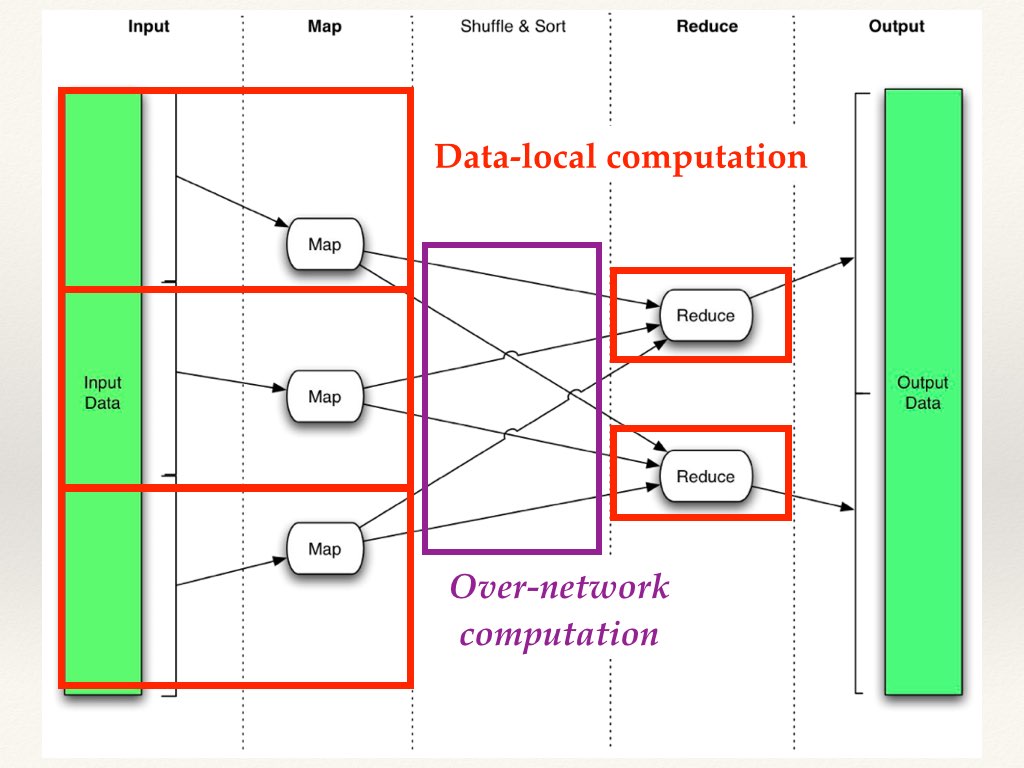 Input
Map
Shuffle & Sort
Reduce
Output
Data-local computation
Map
Reduce
Input
Data
Map
Output
Data
Reduce
Map
Over-network
computation